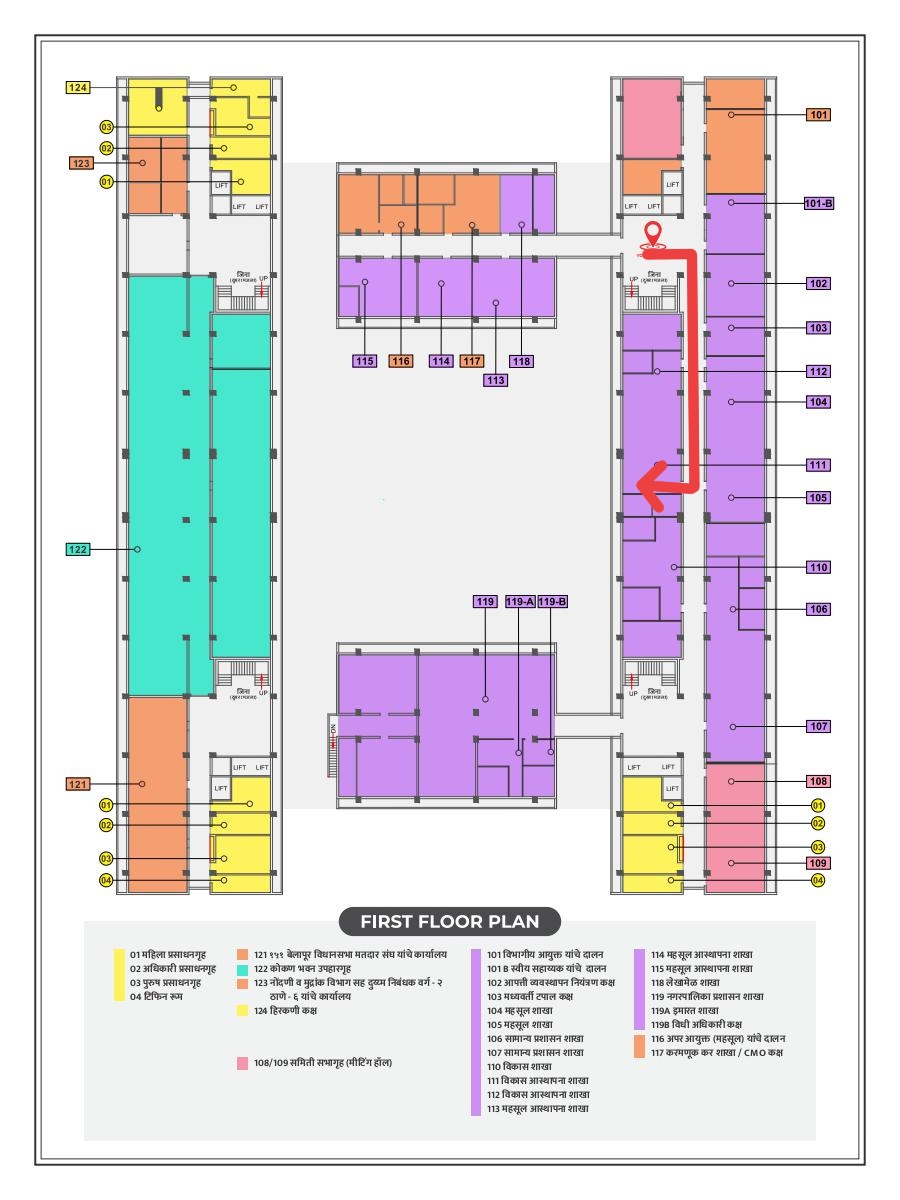 124
03
02
123
01
LIFT
LIFT LIFT
जिना
UP
122
121
LIFT LIFT
LIFT
जिना
UP
01
02
03
04
115
116
114
117
113
118
119
119-A
119-B
DN
LIFT
LIFT LIFT
UP
जिना
101
101-B
102
103
112
104
111
105
110
106
107
जिना
UP
LIFT LIFT
LIFT
108
01
02
03
109
04
FIRST FLOOR PLAN
01 महिला प्रसाधनगृह
02 अधिकारी प्रसाधनगृह
03 पुरुष प्रसाधनगृह
04 टिफिन रूम
121 १५१ बेलापूर विधानसभा मतदार संघ यांचे कार्यालय
122 कोकण भवन उपहारगृह
123 नोंदणी व मुद्रांक विभाग सह दुय्यम निबंधक वर्ग - २
ठाणे - ६ यांचे कार्यालय
124 हिरकणी कक्ष
108/109 समिती सभागृह (मीटिंग हॉल)
101 विभागीय आयुक्त यांचे दालन
101 B स्वीय सहाय्यक यांचे दालन
102 आपत्ती व्यवस्थापन नियंत्रण कक्ष
103 मध्यवर्ती टपाल कक्ष
104 महसूल शाखा
105 महसूल शाखा
106 सामान्य प्रशासन शाखा
107 सामान्य प्रशासन शाखा
110 विकास शाखा
111 विकास आस्थापना शाखा
112 विकास आस्थापना शाखा
113 महसूल आस्थापना शाखा
114 महसूल आस्थापना शाखा
115 महसूल आस्थापना शाखा
118 लेखामेळ शाखा
119 नगरपालिका प्रशासन शाखा
119A इमारत शाखा
119B विधी अधिकारी कक्ष
116 अपर आयुक्त (महसूल) यांचे दालन
117 करमणूक कर शाखा / CMO कक्ष